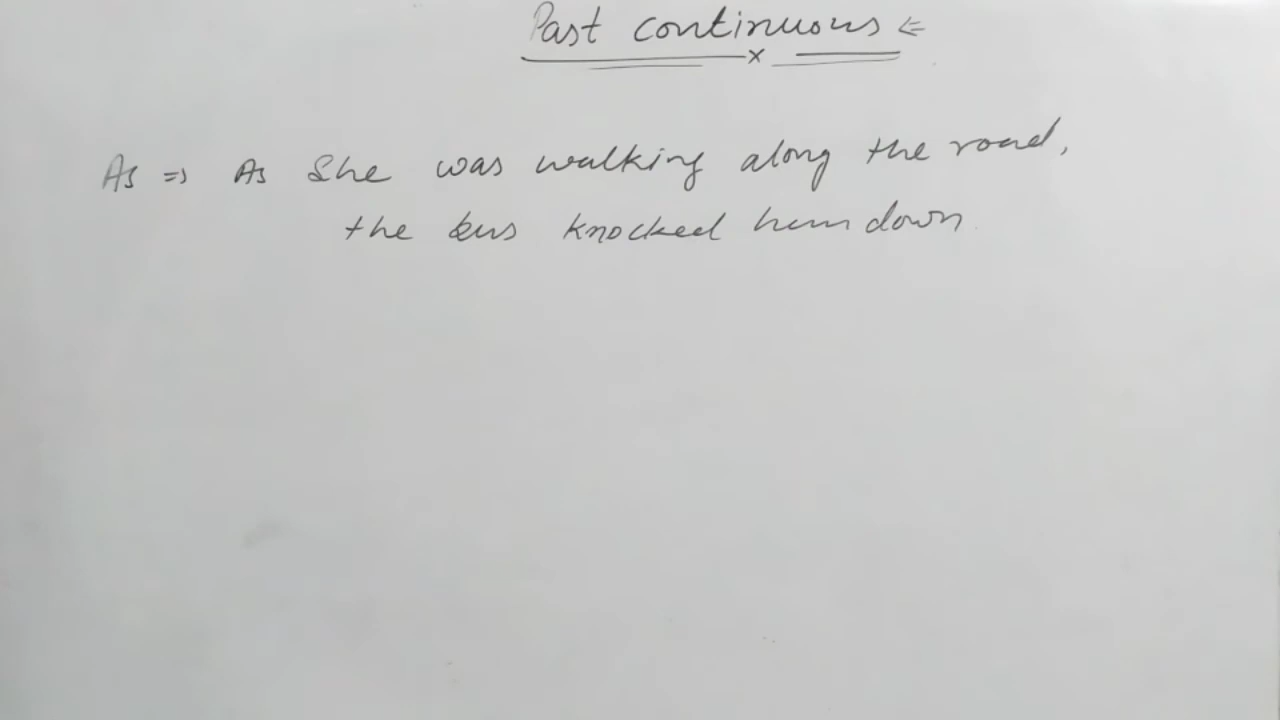 Past continuous ⇐
As ⇒ As She was walking along the road,
the bus knocked him down.